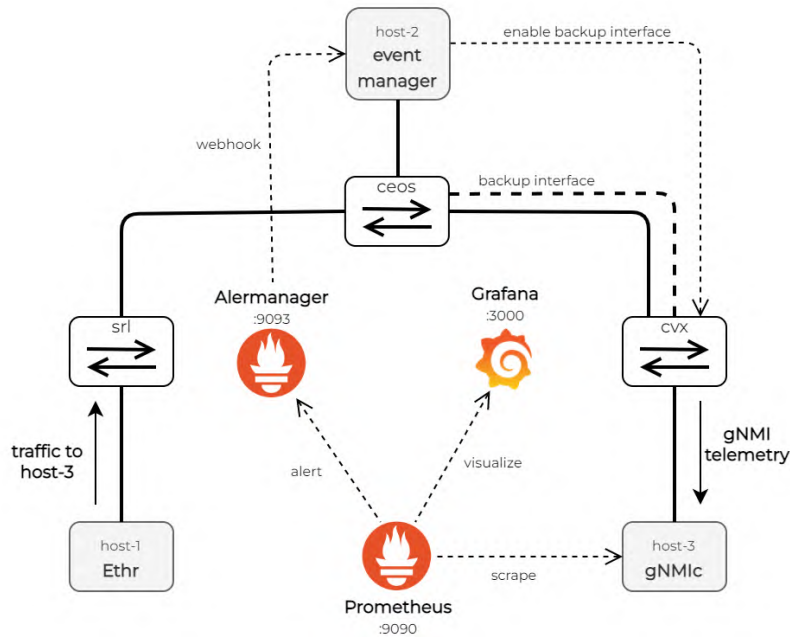 host-2
event
manager
enable backup interface
webhook
ceos
backup interface
Alermanager
:9093
Grafana
:3000
srl
cvx
traffic to
host-3
gNMI
telemetry
alert
visualize
host-1
Ethr
scrape
host-3
gNMIc
Prometheus
:9090